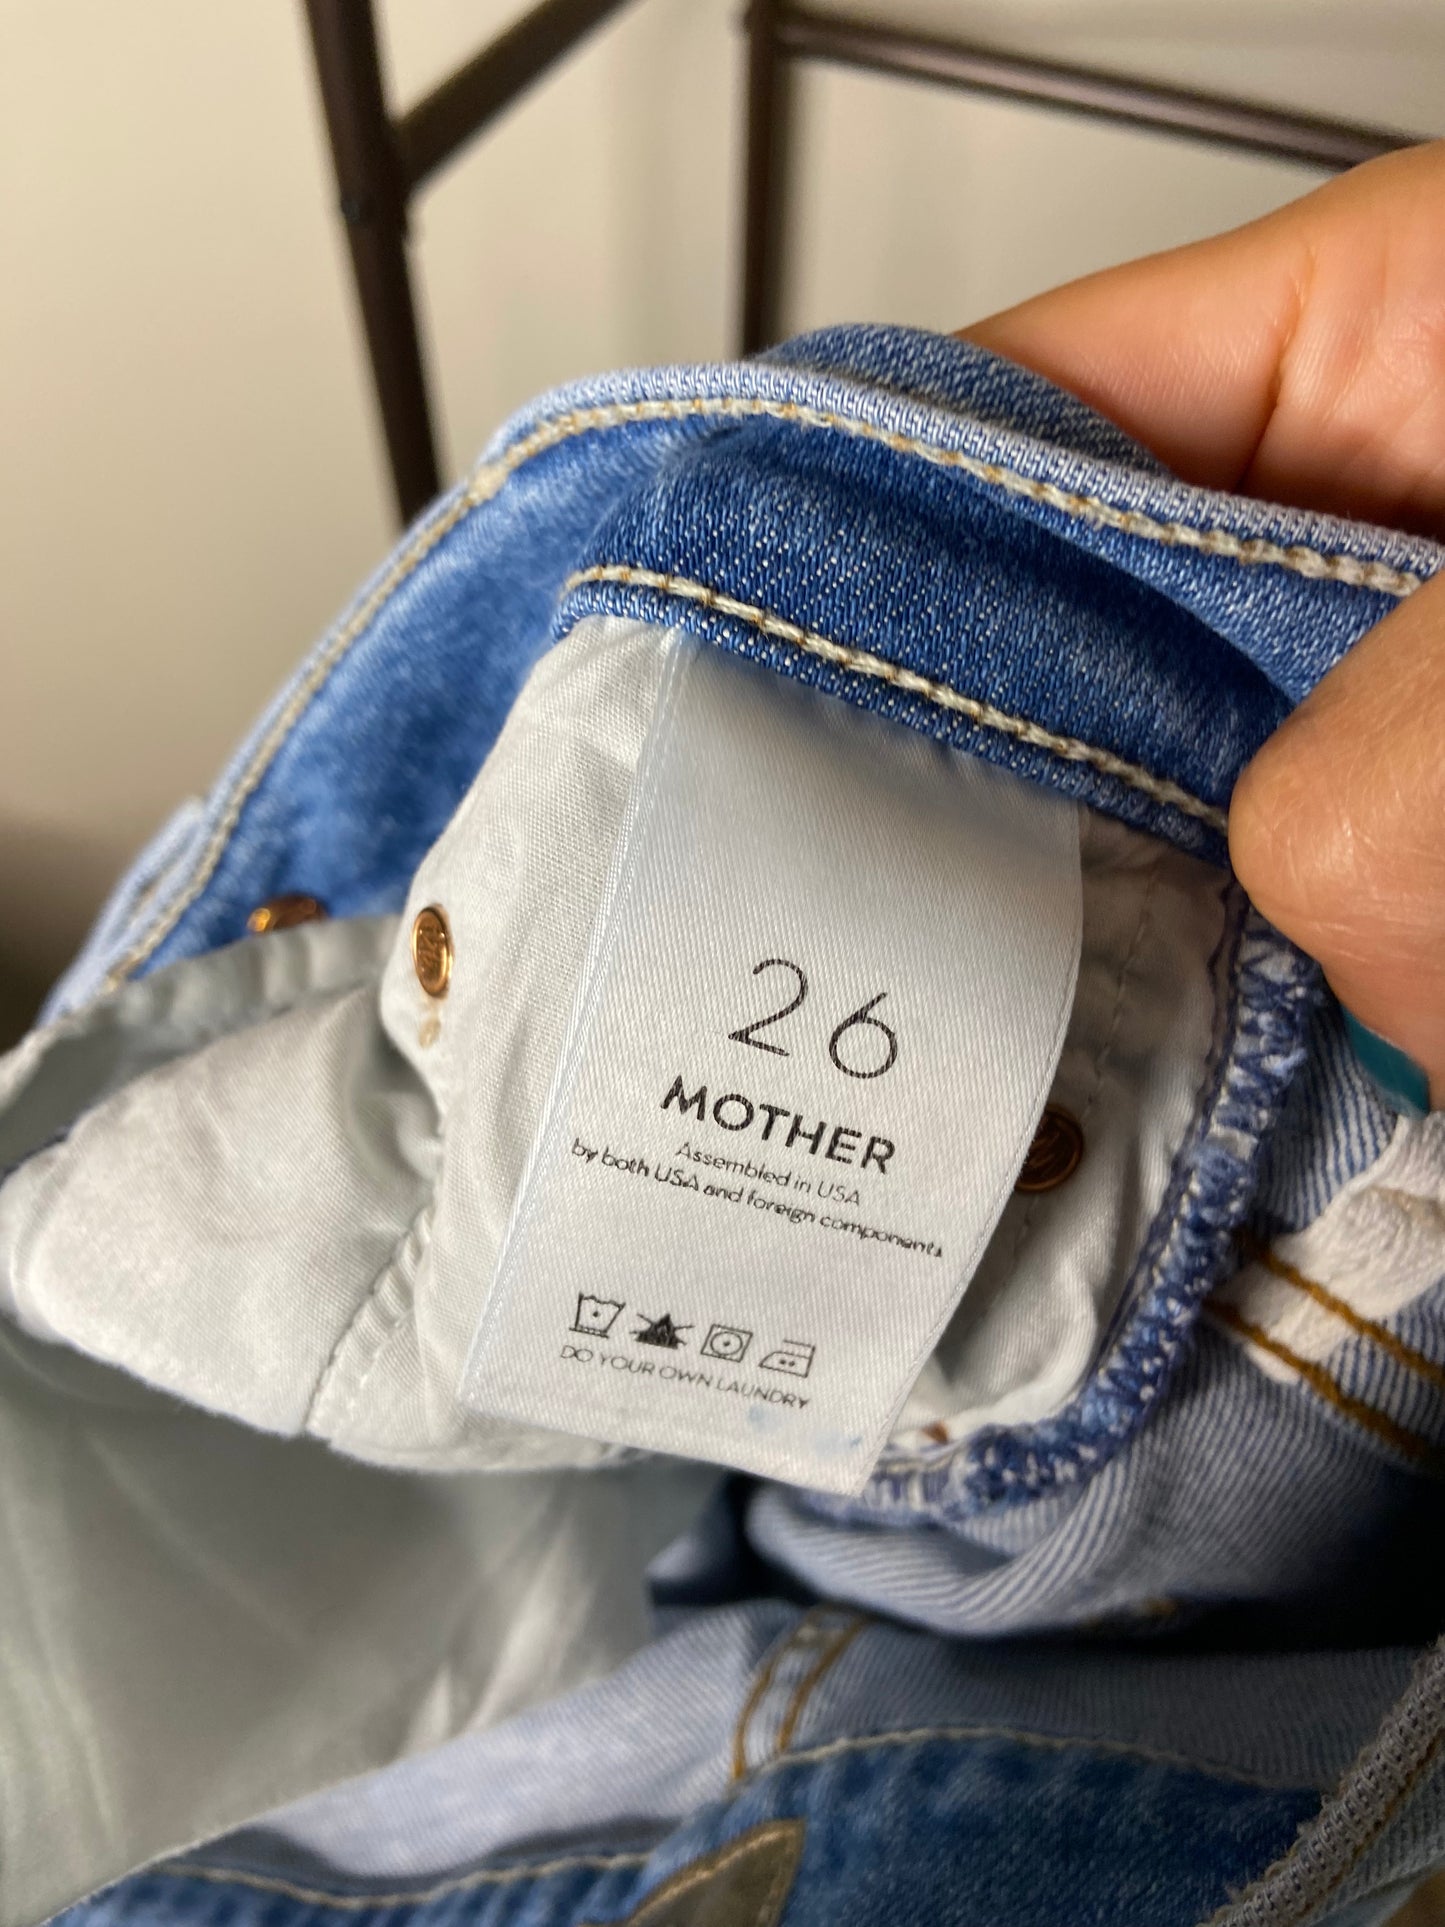 26
MOTHER
Assembled in USA
by both USA and foreign components
DO YOUR OWN LAUNDRY